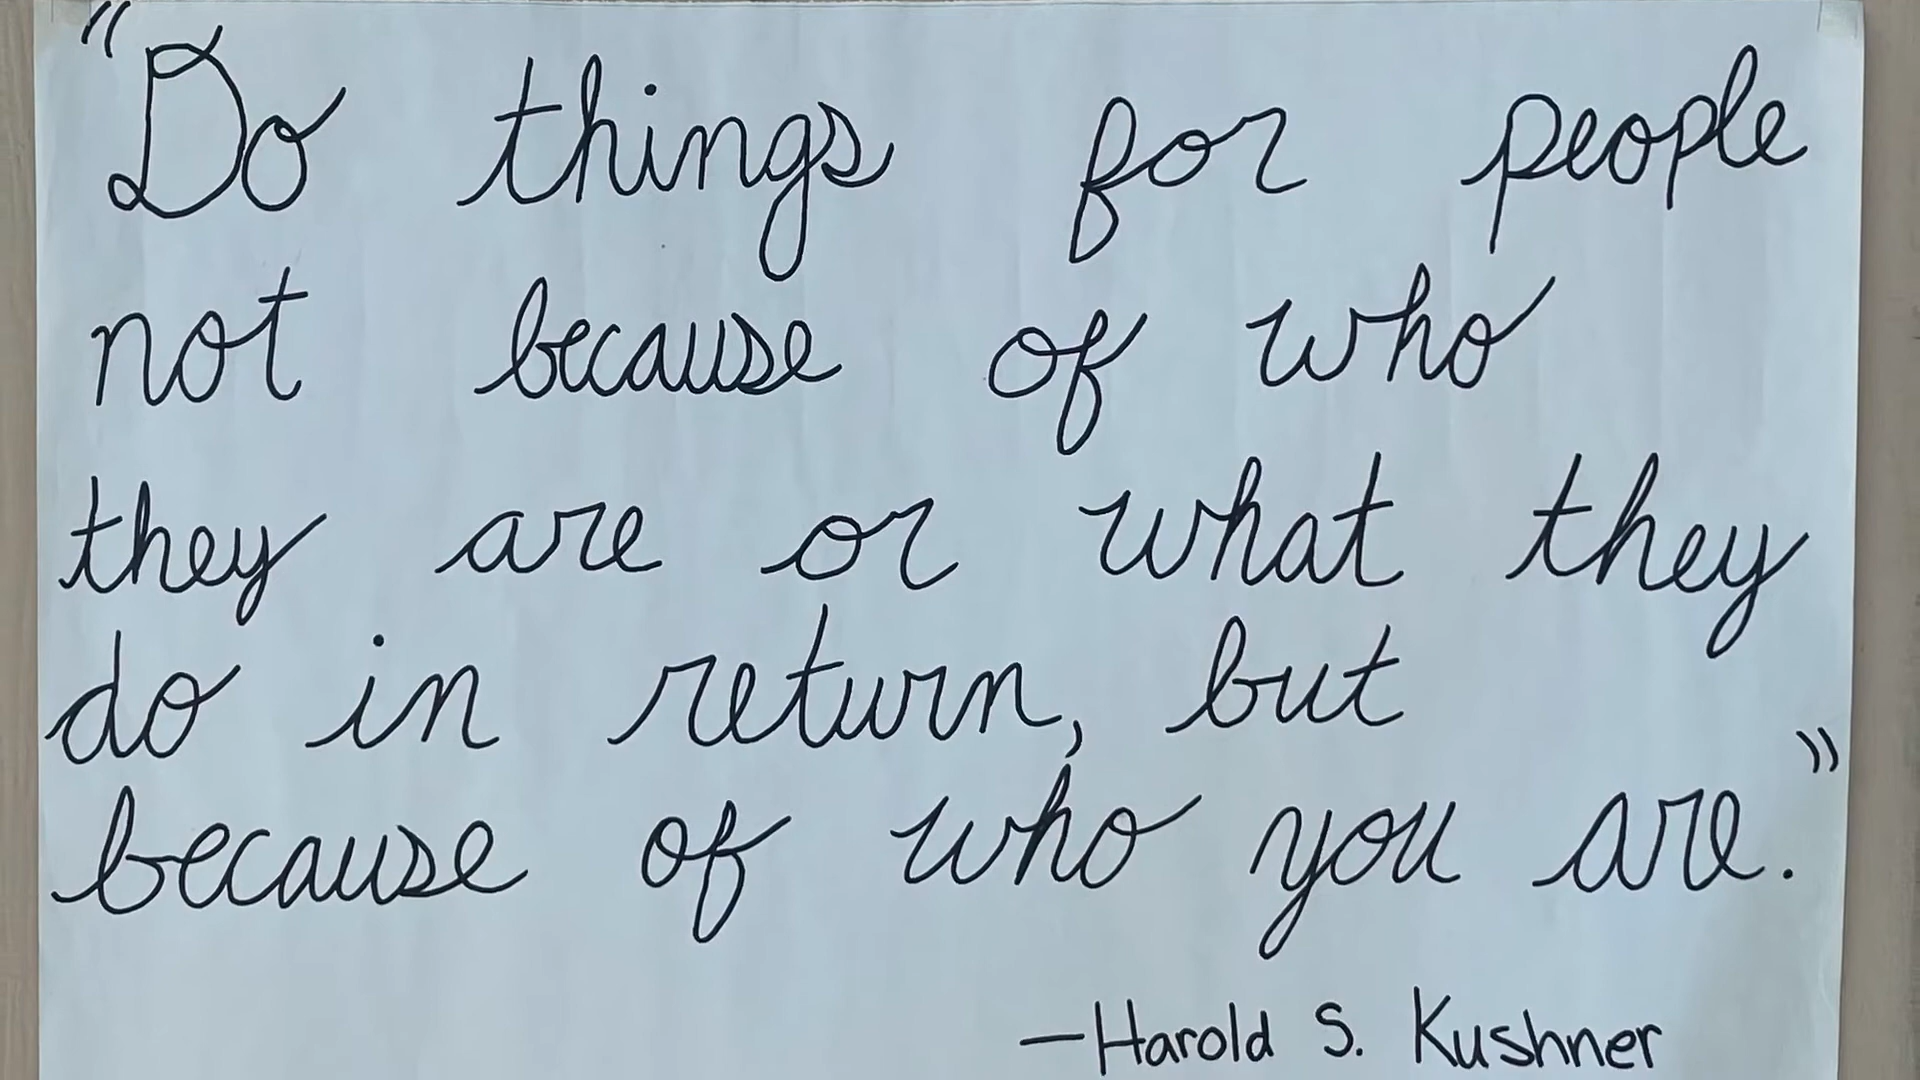 "Do things for people
not because of who
they are or what they
do in return, but
because of who you are."
—Harold S. Kushner